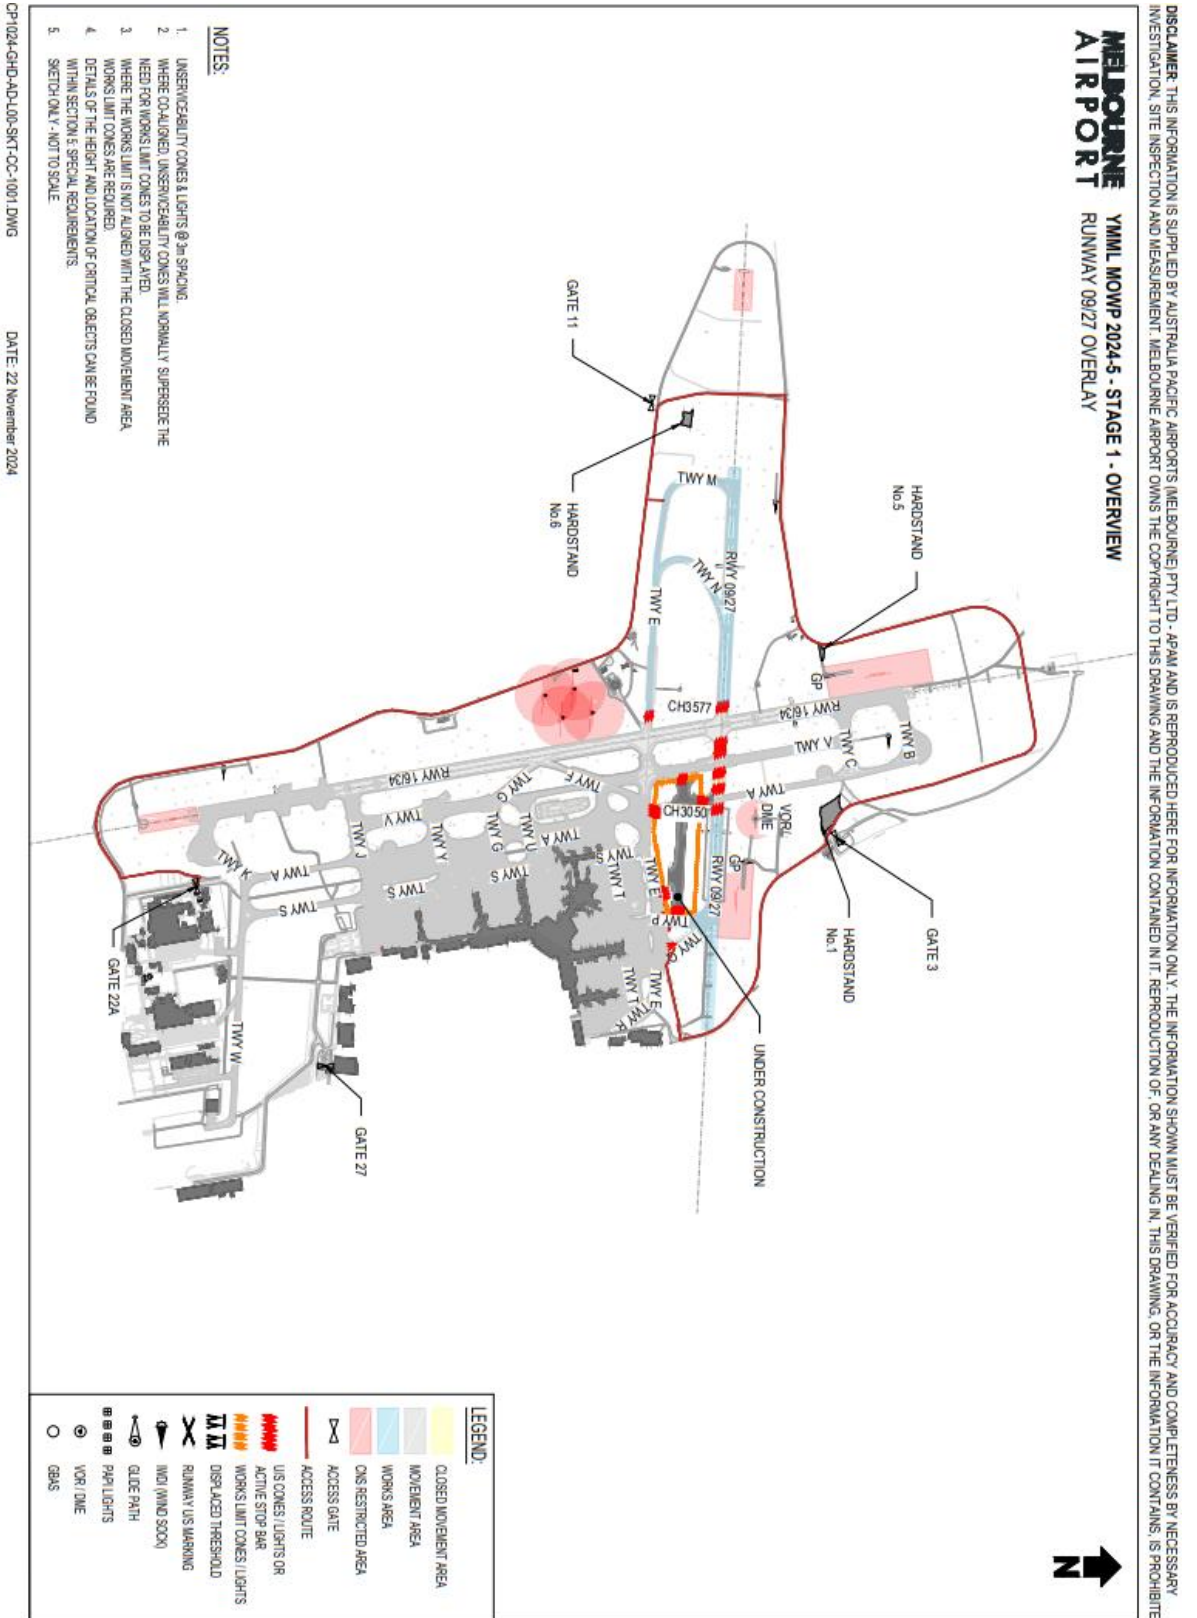 DISCLAIMER: THIS INFORMATION IS SUPPLIED BY AUSTRALIA PACIFIC AIRPORTS (MELBOURNE) PTY LTD - APAM AND IS REPRODUCED HERE FOR INFORMATION ONLY. THE INFORMATION SHOWN MUST BE VERIFIED FOR ACCURACY AND COMPLETENESS BY NECESSARY
INVESTIGATION, SITE INSPECTION AND MEASUREMENT. MELBOURNE AIRPORT OWNS THE COPYRIGHT TO THIS DRAWING AND THE INFORMATION CONTAINED IN IT. REPRODUCTION OF, OR ANY DEALING IN, THIS DRAWING, OR THE INFORMATION IT CONTAINS, IS PROHIBITE
MELBOURNE
AIRPORT
YMML MOWP 2024-5 - STAGE 1 - OVERVIEW
RUNWAY 09/27 OVERLAY
N
HARDSTAND
No.5
GATE 3
HARDSTAND
No.1
GP
TWY B
TWY C
TWY A
RWY 16/34
TWY A
VOR/
DME
GP
UNDER CONSTRUCTION
RWY 09/27
RWY 09/27
TWY M
TWY N
TWY E
CH3577
CH3050
TWY E
TWY P
TWY Q
TWY E
TWY T
TWY R
TWY S
TWY T
TWY F
TWY A
TWY U
TWY G
TWY G
TWY S
RWY 16/34
TWY V
TWY Y
TWY S
TWY J
TWY A
TWY K
TWY S
TWY W
GATE 11
HARDSTAND
No.6
GATE 27
GATE 22A
NOTES:
1. UNSERVICEABILITY CONES & LIGHTS @ 3m SPACING.
2. WHERE CO-ALIGNED, UNSERVICEABILITY CONES WILL NORMALLY SUPERSEDE THE
NEED FOR WORKS LIMIT CONES TO BE DISPLAYED.
3. WHERE THE WORKS LIMIT IS NOT ALIGNED WITH THE CLOSED MOVEMENT AREA,
WORKS LIMIT CONES ARE REQUIRED.
4. DETAILS OF THE HEIGHT AND LOCATION OF CRITICAL OBJECTS CAN BE FOUND
WITHIN SECTION 5: SPECIAL REQUIREMENTS.
5. SKETCH ONLY - NOT TO SCALE
LEGEND:
CLOSED MOVEMENT AREA
MOVEMENT AREA
WORKS AREA
CNS RESTRICTED AREA
ACCESS GATE
ACCESS ROUTE
U/S CONES / LIGHTS OR
ACTIVE STOP BAR
WORKS LIMIT CONES / LIGHTS
DISPLACED THRESHOLD
RUNWAY U/S MARKING
IWDI (WIND SOCK)
GLIDE PATH
PAPI LIGHTS
VOR / DME
GBAS
CP1024-GHD-AD-L00-SKT-CC-1001.DWG
DATE: 22 November 2024